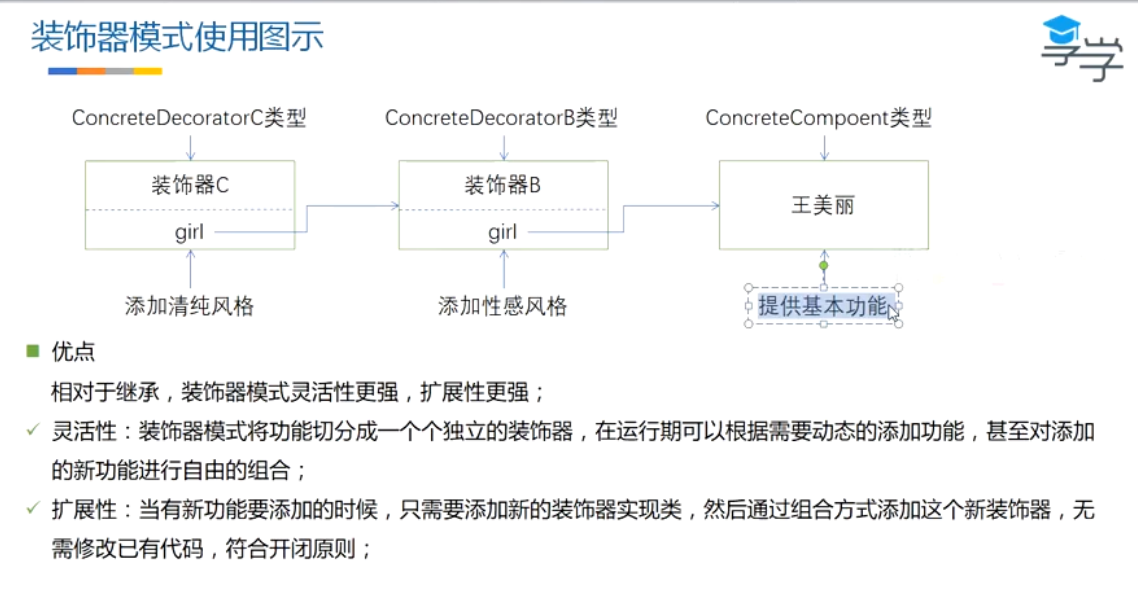 装饰器模式使用图示
享学
ConcreteDecoratorC类型
ConcreteDecoratorB类型
ConcreteCompoent类型
装饰器C
装饰器B
王美丽
girl
girl
添加清纯风格
添加性感风格
提供基本功能
优点
相对于继承，装饰器模式灵活性更强，扩展性更强；
灵活性：装饰器模式将功能切分成一个个独立的装饰器，在运行期可以根据需要动态的添加功能，甚至对添加
的新功能进行自由的组合；
扩展性：当有新功能要添加的时候，只需要添加新的装饰器实现类，然后通过组合方式添加这个新装饰器，无
需修改已有代码，符合开闭原则；